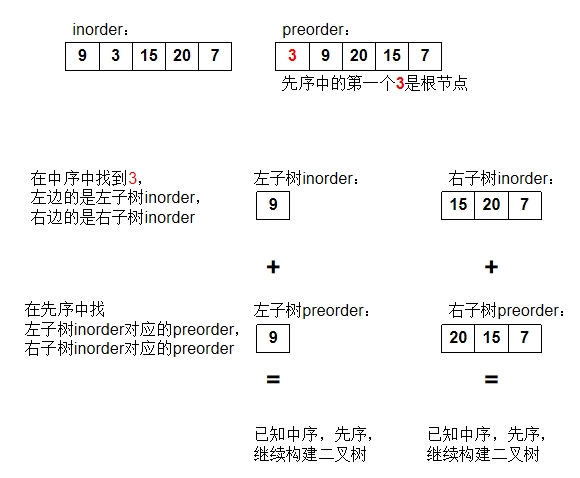 inorder： preorder：
9 3 15 20 7 3 9 20 15 7
先序中的第一个3是根节点
在中序中找到3，
左边的是左子树inorder，
右边的是右子树inorder
左子树inorder： 右子树inorder：
9 15 20 7
+ +
在先序中找
左子树inorder对应的preorder，
右子树inorder对应的preorder
左子树preorder： 右子树preorder：
9 20 15 7
= =
已知中序，先序， 已知中序，先序，
继续构建二叉树 继续构建二叉树